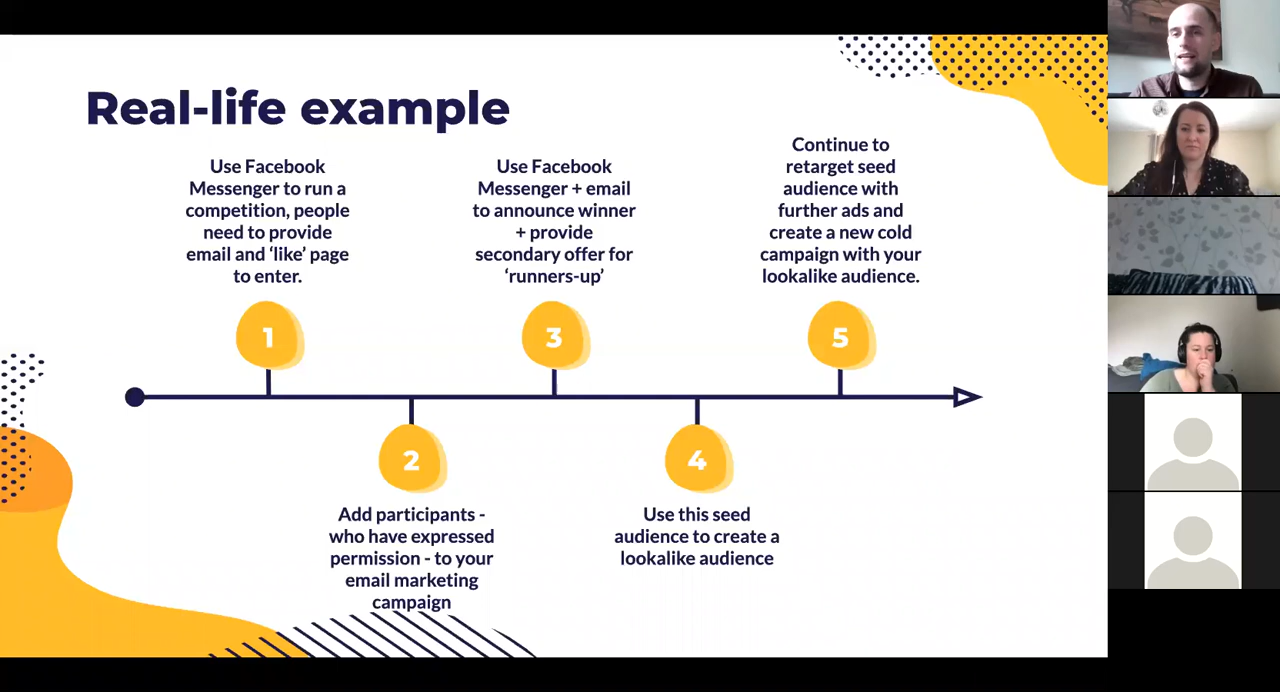 Real-life example
Use Facebook
Messenger to run a
competition, people
need to provide
email and ‘like’ page
to enter.
1
Add participants -
who have expressed
permission - to your
email marketing
campaign
2
Use Facebook
Messenger + email
to announce winner
+ provide
secondary offer for
‘runners-up’
3
Use this seed
audience to create a
lookalike audience
4
Continue to
retarget seed
audience with
further ads and
create a new cold
campaign with your
lookalike audience.
5